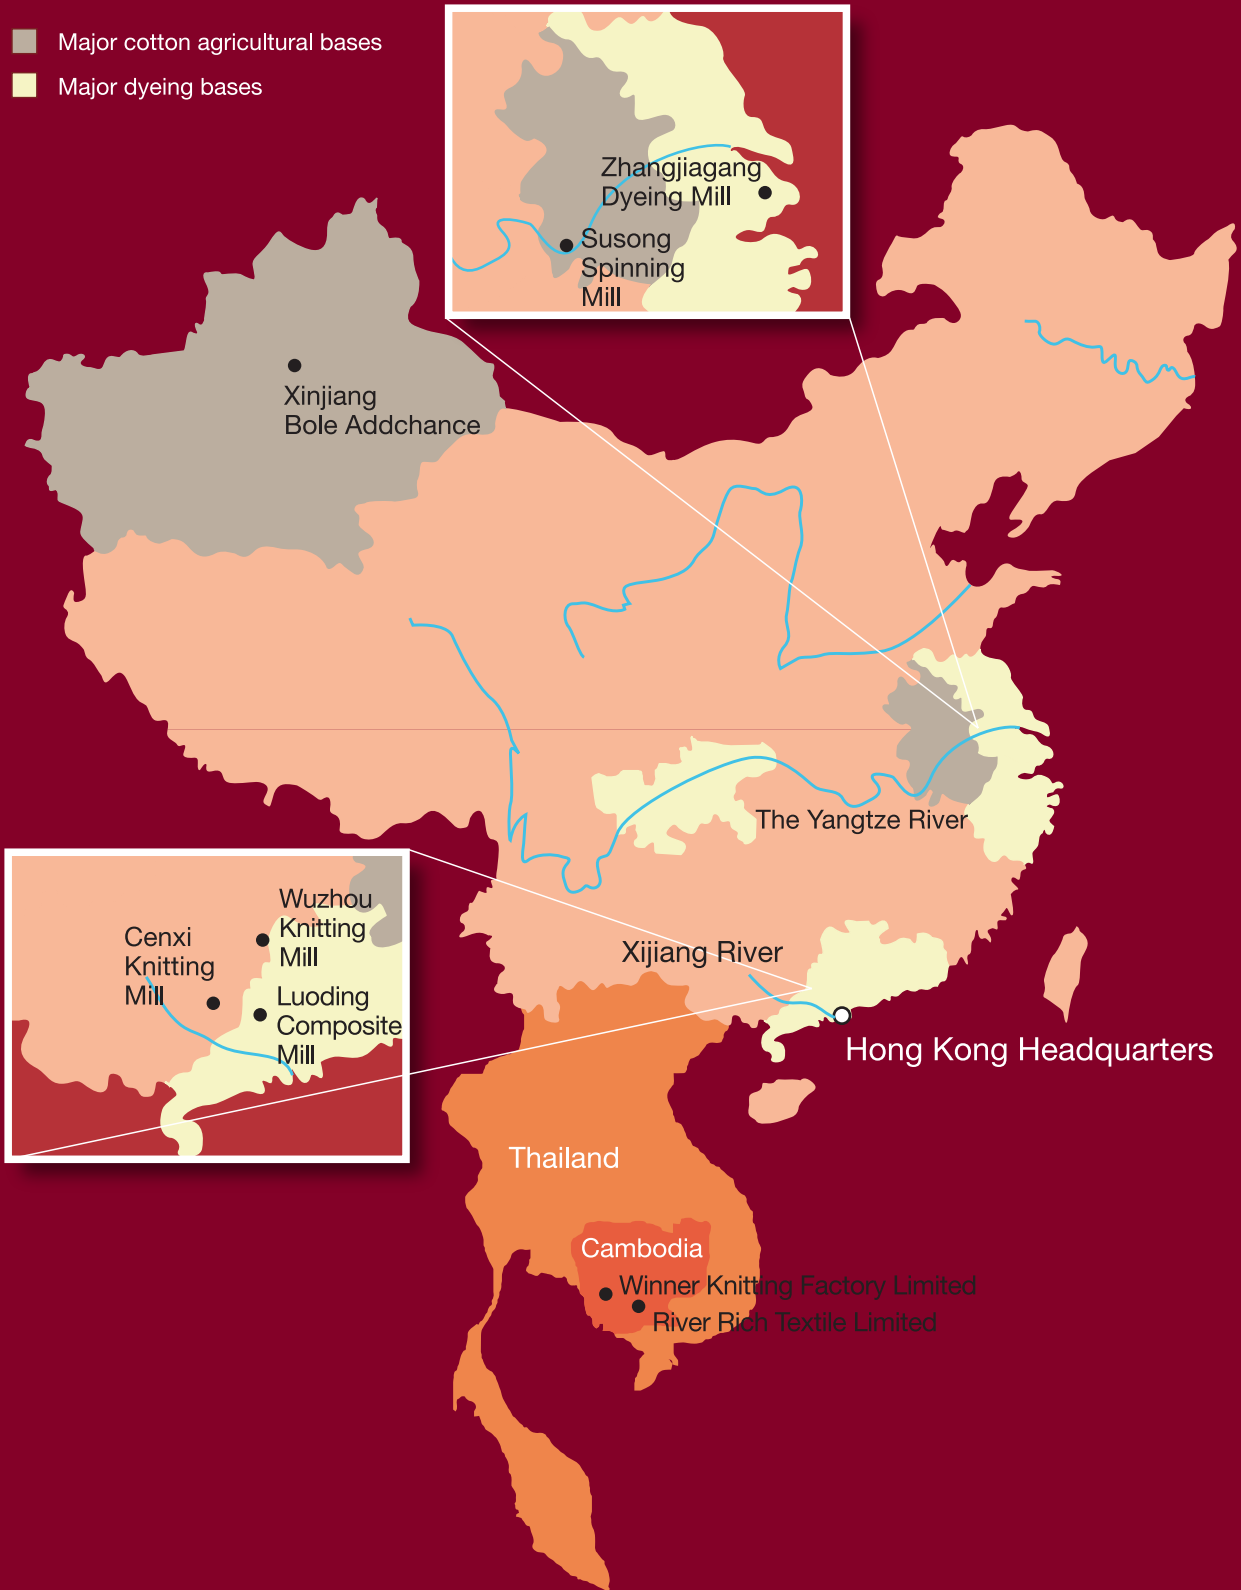 Major cotton agricultural bases
Major dyeing bases
Zhangjiagang
Dyeing Mill
Susong
Spinning
Mill
Xinjiang
Bole Addchance
The Yangtze River
Wuzhou
Knitting
Mill
Cenxi
Knitting
Mill
Luoding
Composite
Mill
Xijiang River
Hong Kong Headquarters
Thailand
Cambodia
Winner Knitting Factory Limited
River Rich Textile Limited